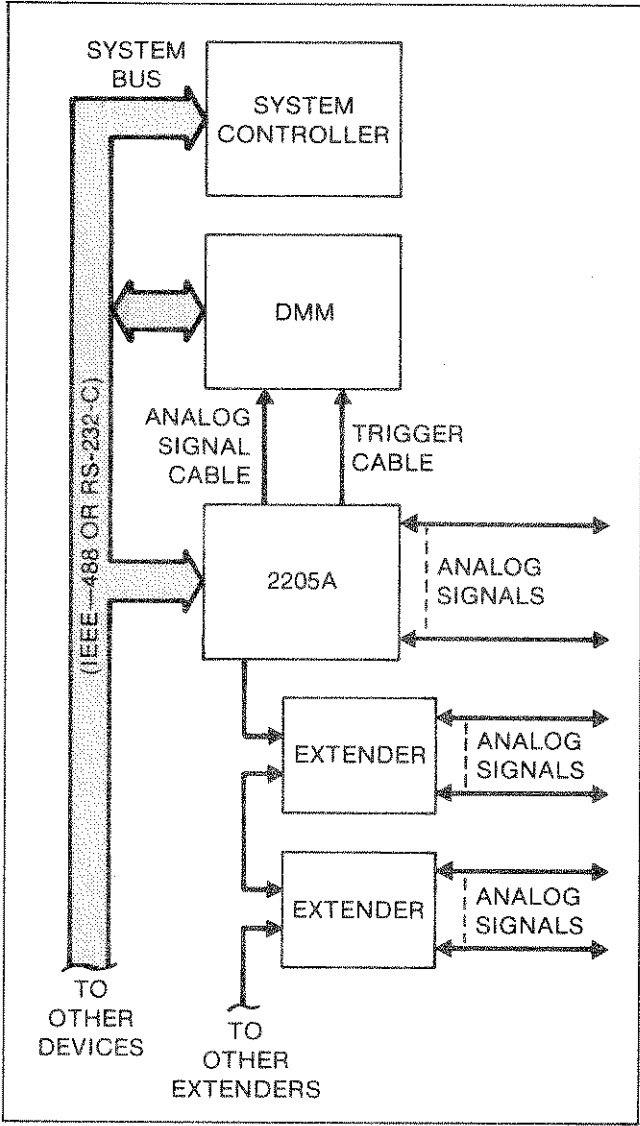 SYSTEM
BUS
SYSTEM
CONTROLLER
DMM
ANALOG
SIGNAL
CABLE
TRIGGER
CABLE
(IEEE—488 OR RS-232-C)
2205A
ANALOG
SIGNALS
EXTENDER
ANALOG
SIGNALS
EXTENDER
ANALOG
SIGNALS
TO
OTHER
DEVICES
TO
OTHER
EXTENDERS